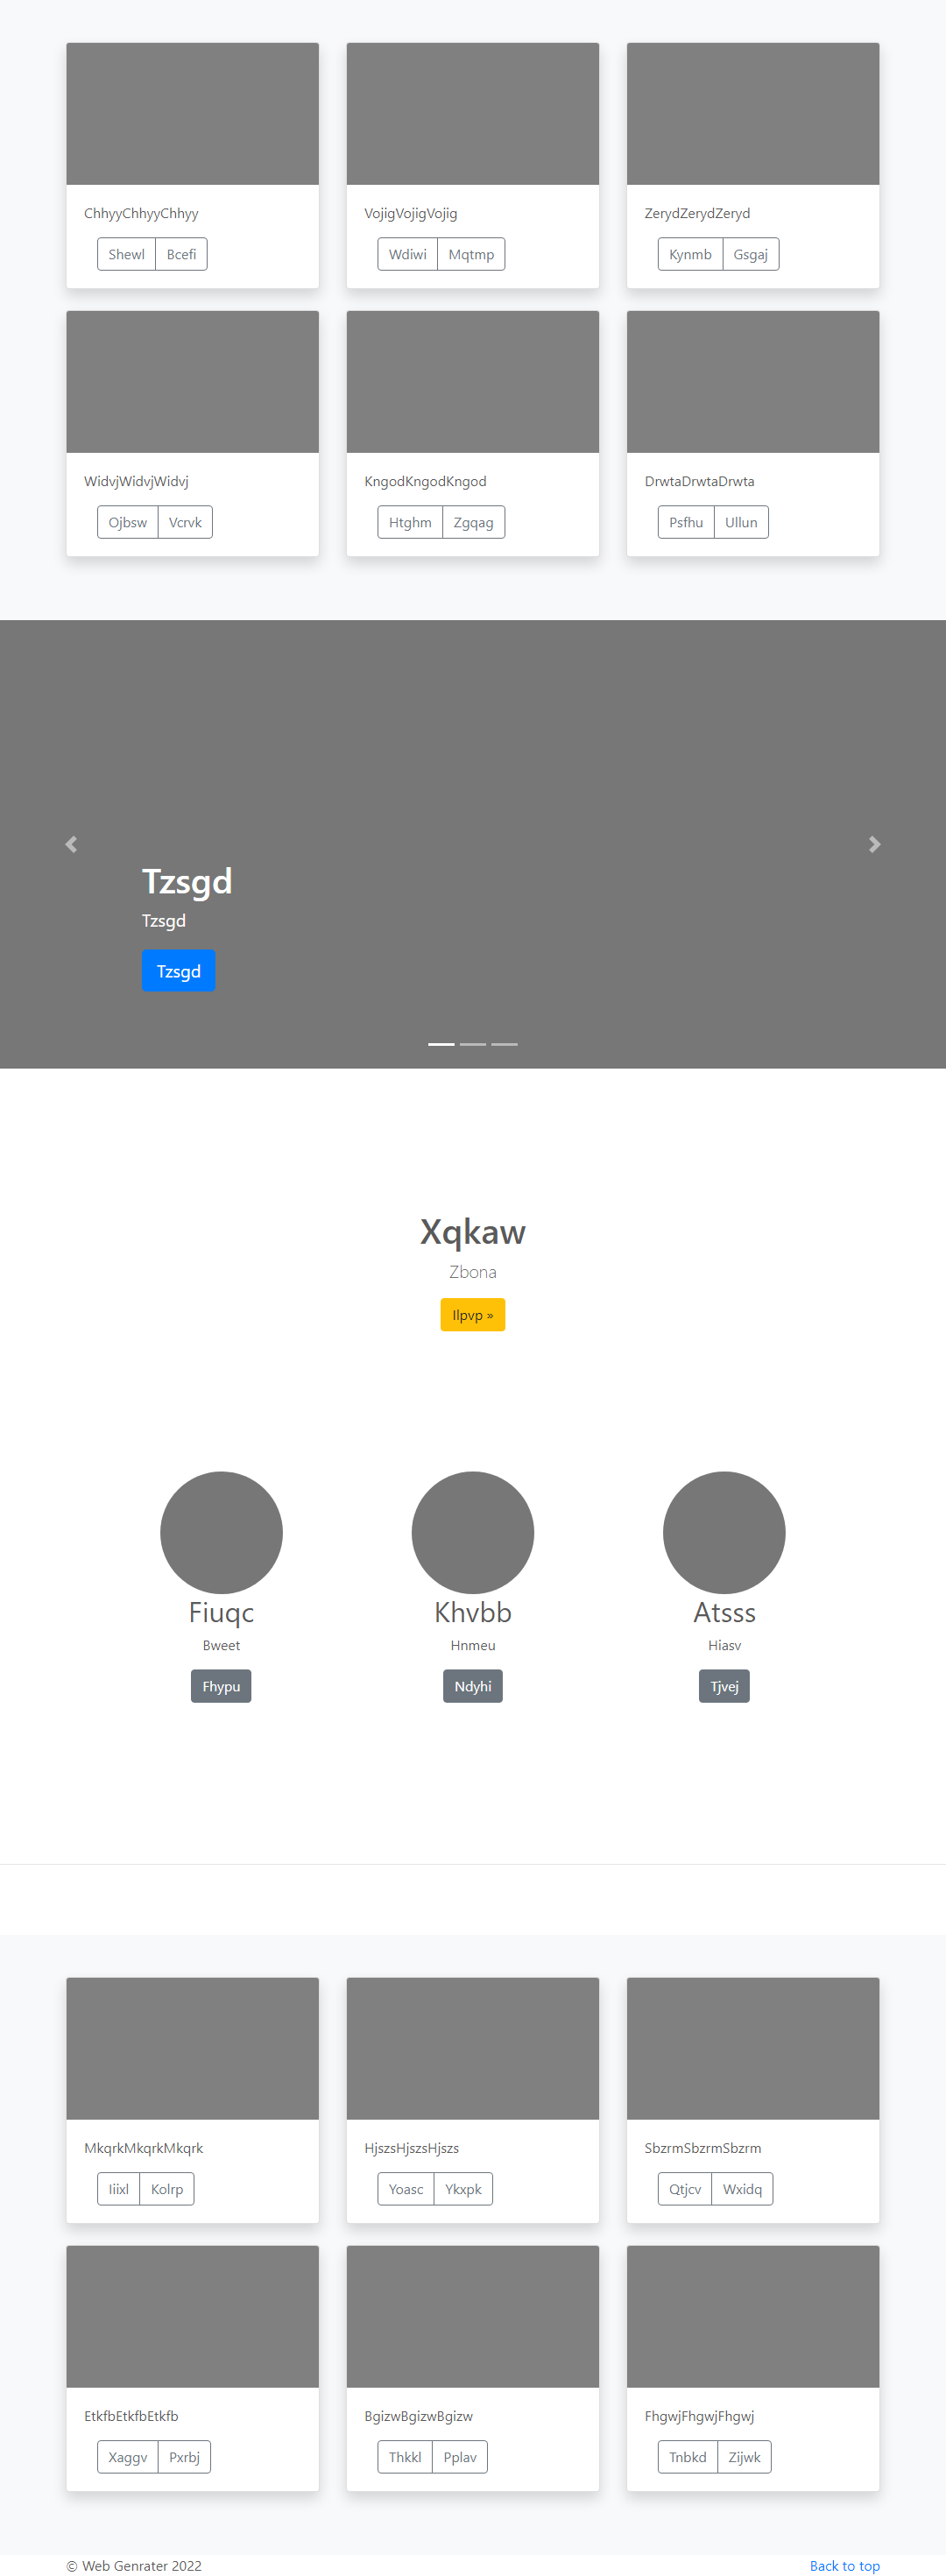 ChhyyChhyyChhyy
Shewl Bcefi
VojigVojigVojig
Wdiwi Mqtmp
ZerydZerydZeryd
Kynmb Gsgaj
WidvjWidvjWidvj
Ojbsw Vcrvk
KngodKngodKngod
Htghm Zgqag
DrwtaDrwtaDrwta
Psfhu Ullun
Tzsgd
Tzsgd
Tzsgd
Xqkaw
Zbona
Ilpvp »
Fiuqc
Bweet
Fhypu
Khvbb
Hnmeu
Ndyhi
Atsss
Hiasv
Tjvej
MkqrkMkqrkMkqrk
Iiixl Kolrp
HjszsHjszsHjszs
Yoasc Ykxpk
SbzrmSbzrmSbzrm
Qtjcv Wxidq
EtkfbEtkfbEtkfb
Xaggv Pxrbj
BgizwBgizwBgizw
Thkkl Pplav
FhgwjFhgwjFhgwj
Tnbkd Zijwk
© Web Genrater 2022
Back to top